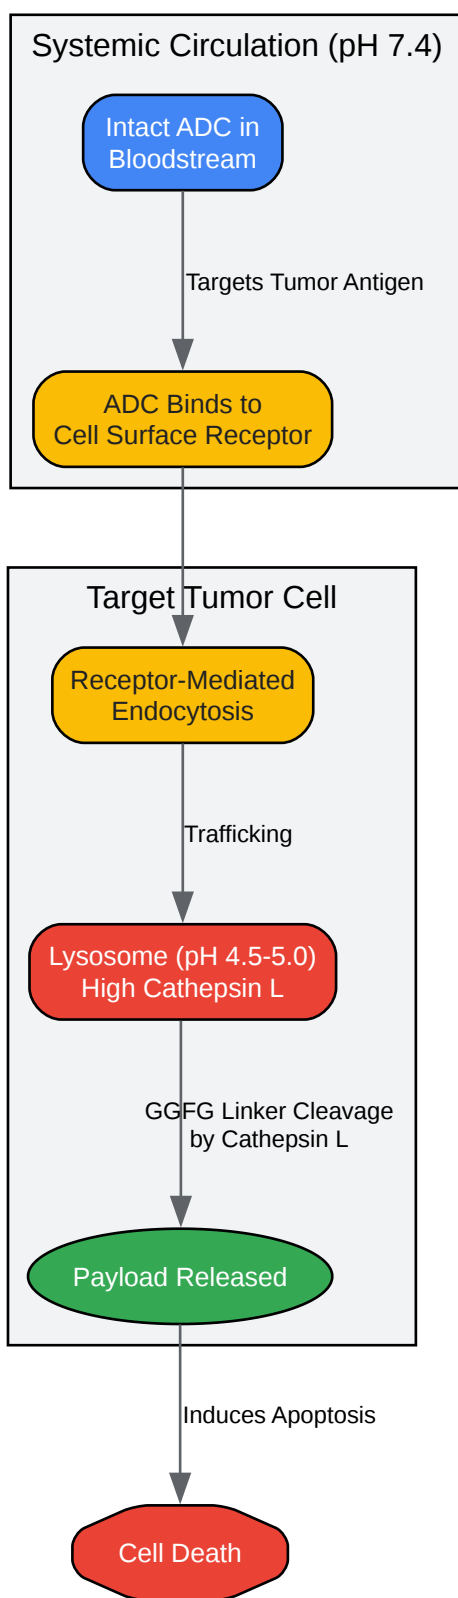 Systemic Circulation (pH 7.4)
Intact ADC in
Bloodstream
Targets Tumor Antigen
ADC Binds to
Cell Surface Receptor
Target Tumor Cell
Receptor-Mediated
Endocytosis
Trafficking
Lysosome (pH 4.5-5.0)
High Cathepsin L
GGFG Linker Cleavage
by Cathepsin L
Payload Released
Induces Apoptosis
Cell Death